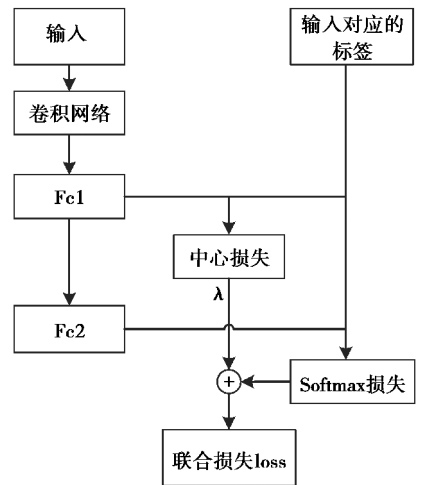 输入
输入对应的
标签
卷积网络
Fc1
中心损失
λ
Fc2
+
Softmax损失
联合损失loss